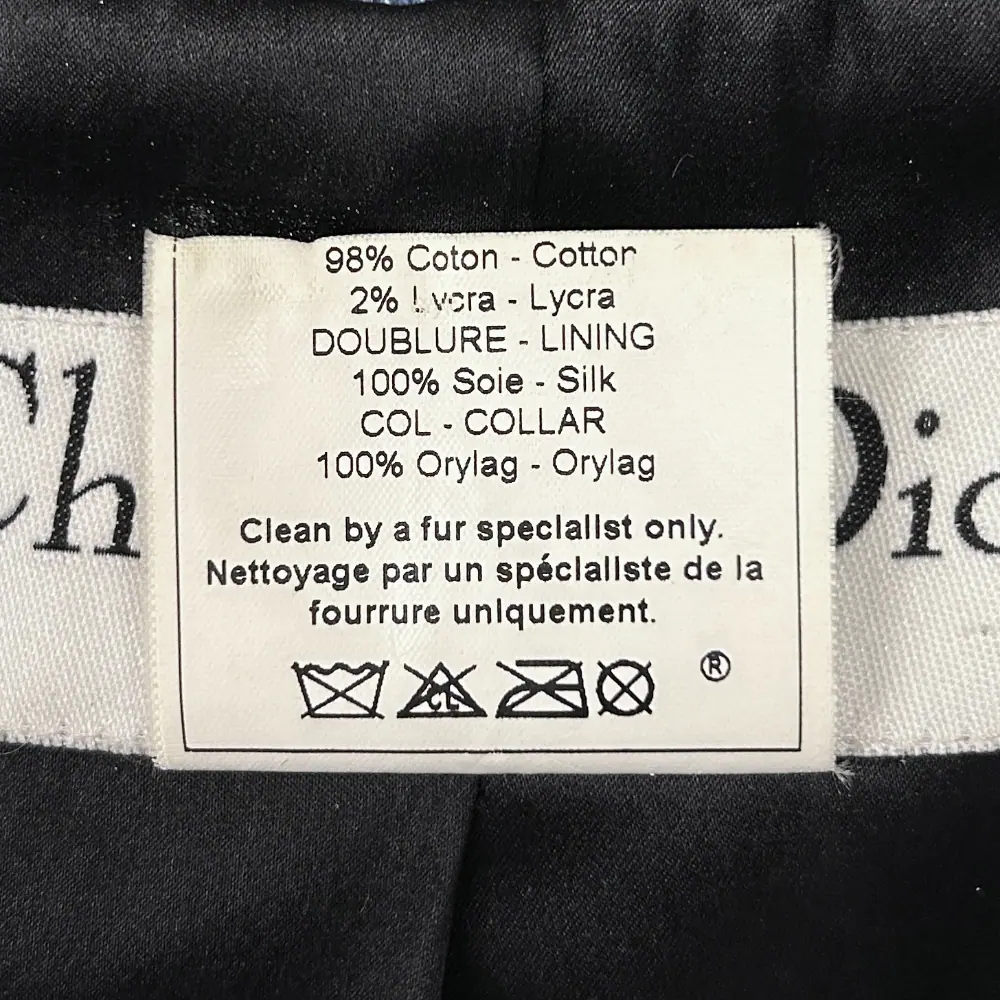 98% Coton - Cotton
2% Lycra - Lycra
DOUBLURE - LINING
100% Soie - Silk
COL - COLLAR
100% Orylag - Orylag
Clean by a fur specialist only.
Nettoyage par un spécialiste de la
fourrure uniquement.
CL
®
Ch
Dio